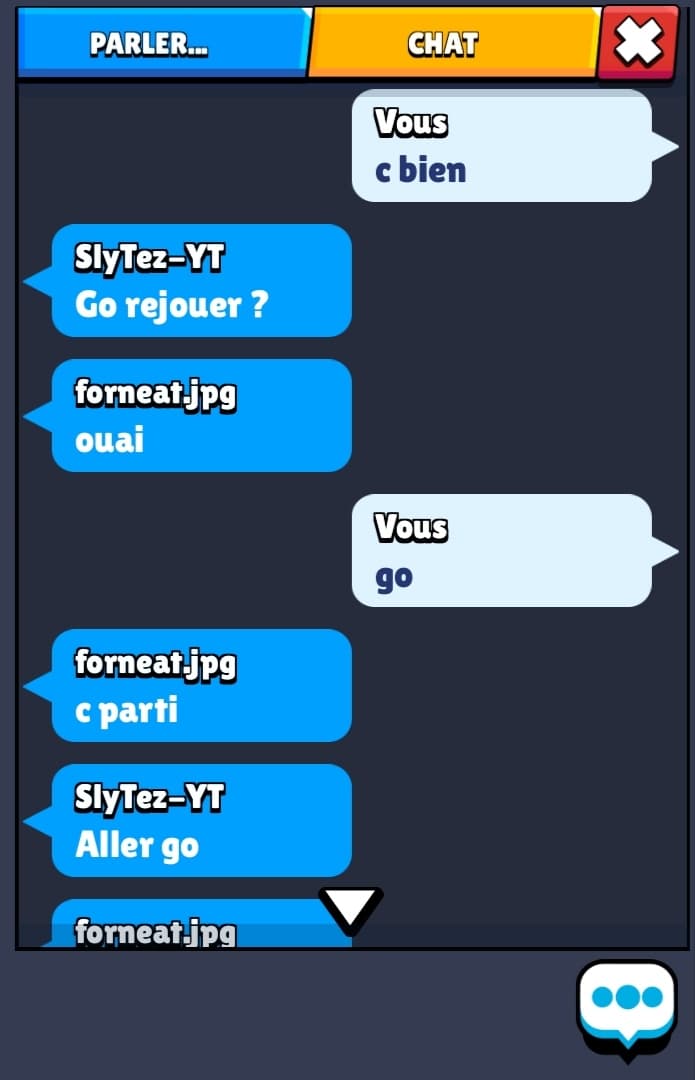 PARLER...
CHAT
Vous
c bien
SlyTez-YT
Go rejouer ?
forneat.jpg
ouai
Vous
go
forneat.jpg
c parti
SlyTez-YT
Aller go
forneat.jpg